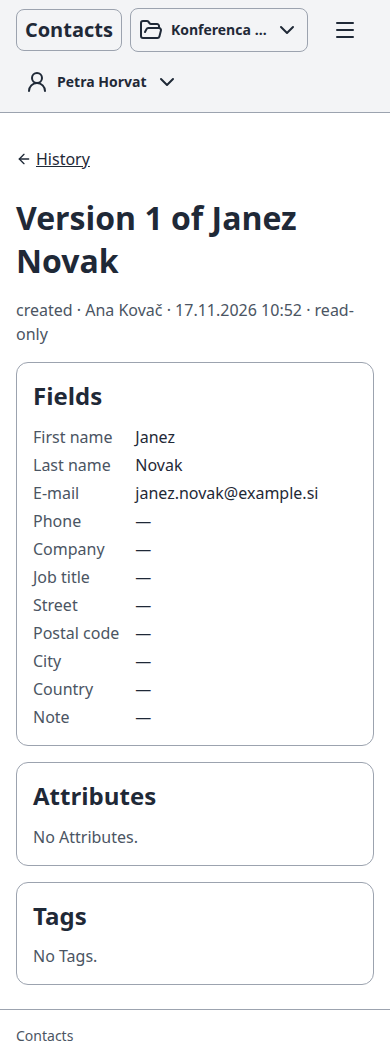 Contacts
Konferenca ...
Petra Horvat
← History
Version 1 of Janez
Novak
created · Ana Kovač · 17.11.2026 10:52 · read-
only
Fields
First name Janez
Last name Novak
E-mail janez.novak@example.si
Phone —
Company —
Job title —
Street —
Postal code —
City —
Country —
Note —
Attributes
No Attributes.
Tags
No Tags.
Contacts